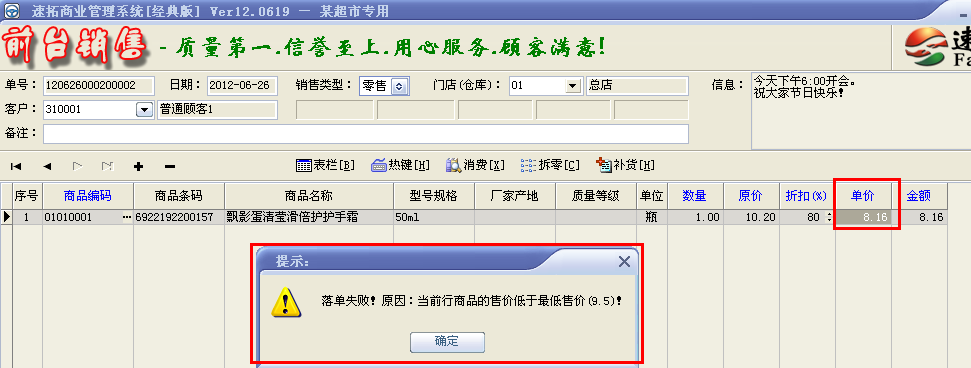 速拓商业管理系统[经典版] Ver12.0619 — 某超市专用
前台销售 - 质量第一.信誉至上.用心服务.顧客滿意! 速
Fa
单号: 120626000200002 日期: 2012-06-26 销售类型: 零售 门店(仓库): 01 总店 信息: 今天下午6:00开会。
祝大家节日快乐!
客户: 310001 普通顾客1
备注:
表栏[B] 热键[H] 消费[X] 拆零[C] 补货[M]
序号 商品编码 商品条码 商品名称 型号规格 厂家产地 质量等级 单位 数量 原价 折扣(%) 单价 金额
1 01010001 ... 6922192200157 飘影蛋清莹滑倍护护手霜 50ml 瓶 1.00 10.20 80 8.16 8.16
提示:
落单失败! 原因: 当前行商品的售价低于最低售价(9.5)!
确定